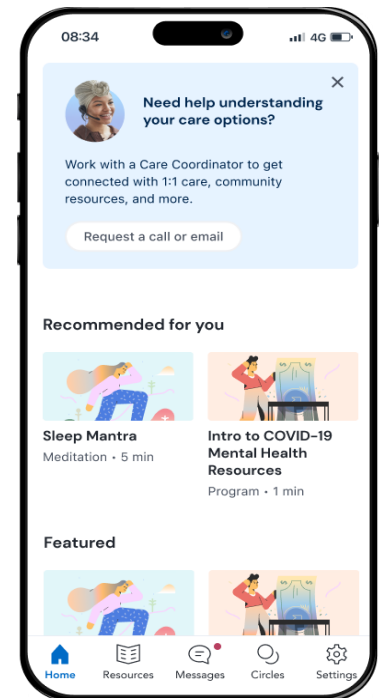 08:34
4G
Need help understanding
your care options?
Work with a Care Coordinator to get
connected with 1:1 care, community
resources, and more.
Request a call or email
Recommended for you
Sleep Mantra
Meditation • 5 min
Intro to COVID-19
Mental Health
Resources
Program • 1 min
Featured
Home
Resources
Messages
Circles
Settings